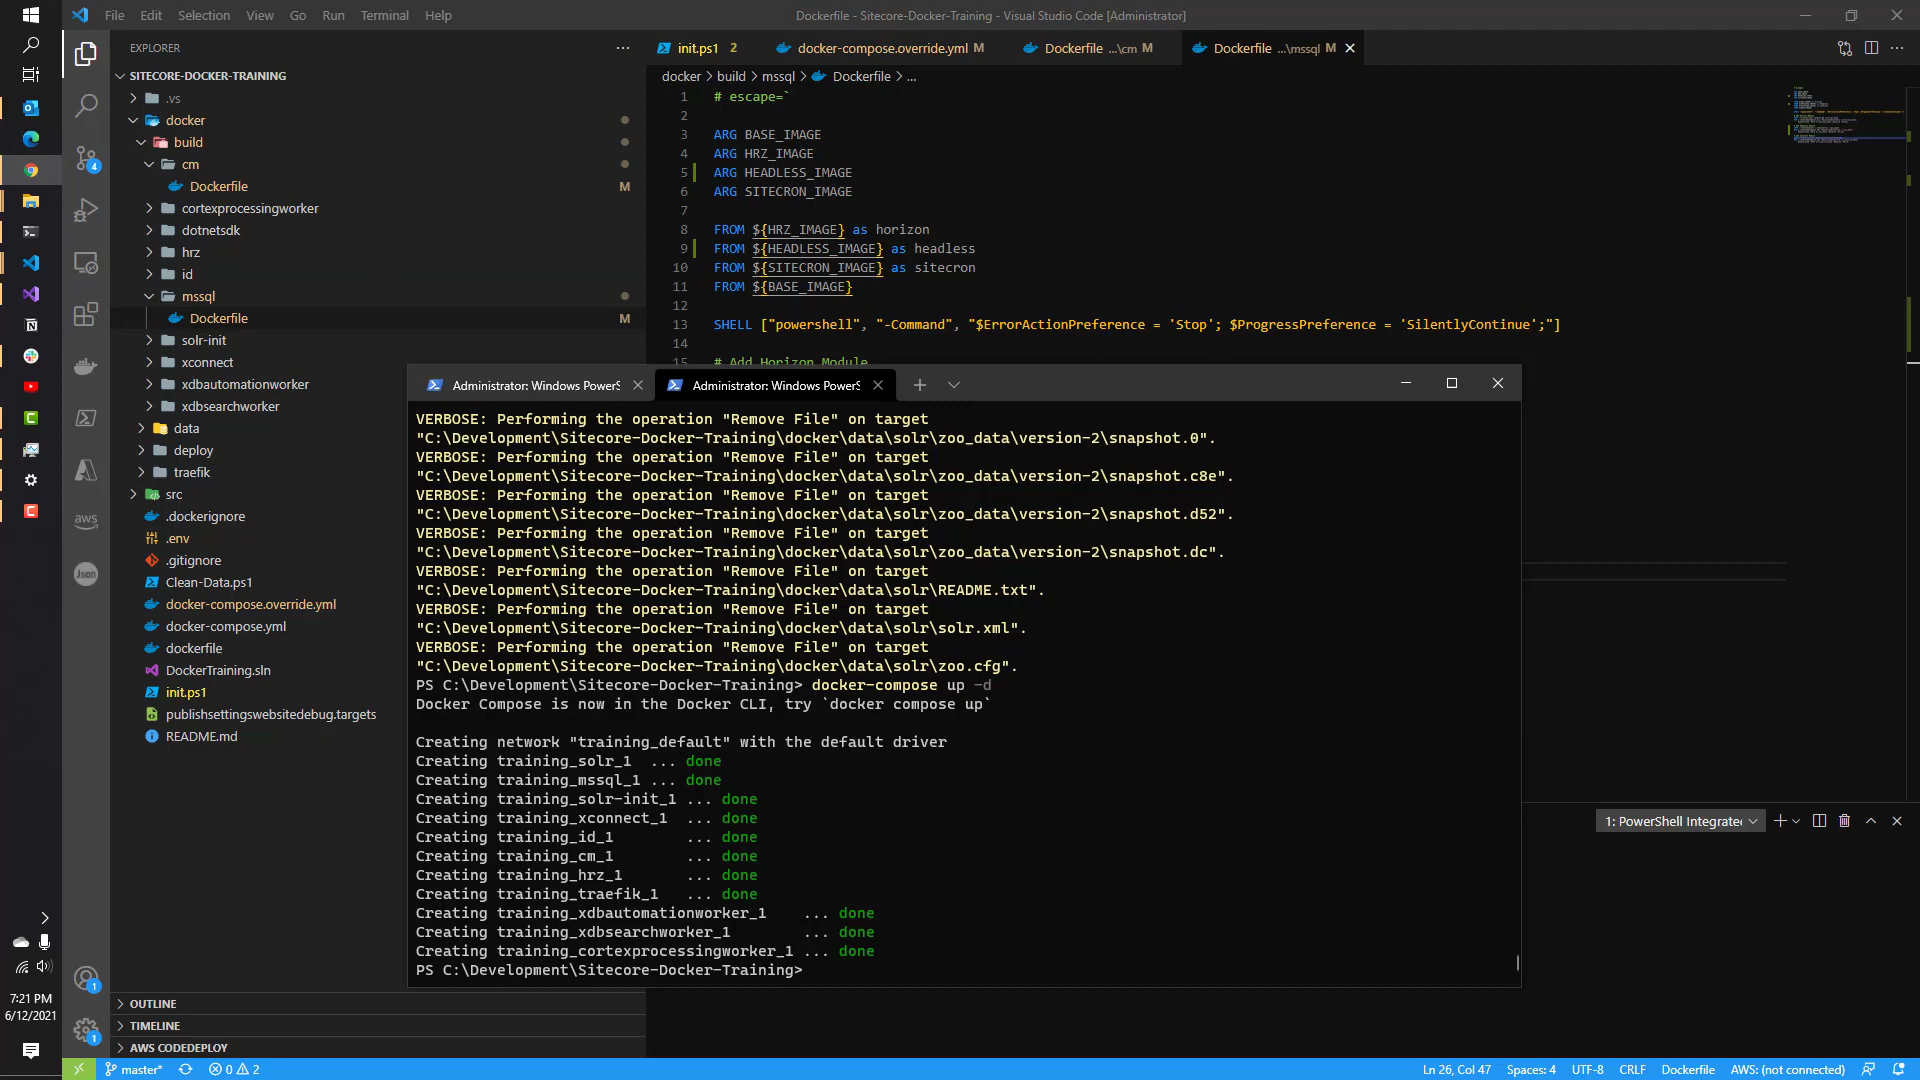 File Edit Selection View Go Run Terminal Help
Dockerfile - Sitecore-Docker-Training - Visual Studio Code [Administrator]
EXPLORER
SITECORE-DOCKER-TRAINING
.vs
docker
build
cm
Dockerfile M
cortexprocessingworker
dotnetsdk
hrz
id
mssql
Dockerfile M
solr-init
xconnect
xdbautomationworker
xdbsearchworker
data
deploy
traefik
src
.dockerignore
.env
.gitignore
Clean-Data.ps1
docker-compose.override.yml
docker-compose.yml
dockerfile
DockerTraining.sln
init.ps1
publishsettingswebsitedebug.targets
README.md
OUTLINE
TIMELINE
AWS CODEDEPLOY
init.ps1 2
docker-compose.override.yml M
Dockerfile ...\cm M
Dockerfile ...\mssql M
docker > build > mssql > Dockerfile > ...
1 # escape=`
2
3 ARG BASE_IMAGE
4 ARG HRZ_IMAGE
5 ARG HEADLESS_IMAGE
6 ARG SITECRON_IMAGE
7
8 FROM ${HRZ_IMAGE} as horizon
9 FROM ${HEADLESS_IMAGE} as headless
10 FROM ${SITECRON_IMAGE} as sitecron
11 FROM ${BASE_IMAGE}
12
13 SHELL ["powershell", "-Command", "$ErrorActionPreference = 'Stop'; $ProgressPreference = 'SilentlyContinue';"]
14
15 # Add Horizon Module
Administrator: Windows PowerS
Administrator: Windows PowerS
VERBOSE: Performing the operation "Remove File" on target
"C:\Development\Sitecore-Docker-Training\docker\data\solr\zoo_data\version-2\snapshot.0".
VERBOSE: Performing the operation "Remove File" on target
"C:\Development\Sitecore-Docker-Training\docker\data\solr\zoo_data\version-2\snapshot.c8e".
VERBOSE: Performing the operation "Remove File" on target
"C:\Development\Sitecore-Docker-Training\docker\data\solr\zoo_data\version-2\snapshot.d52".
VERBOSE: Performing the operation "Remove File" on target
"C:\Development\Sitecore-Docker-Training\docker\data\solr\zoo_data\version-2\snapshot.dc".
VERBOSE: Performing the operation "Remove File" on target
"C:\Development\Sitecore-Docker-Training\docker\data\solr\README.txt".
VERBOSE: Performing the operation "Remove File" on target
"C:\Development\Sitecore-Docker-Training\docker\data\solr\solr.xml".
VERBOSE: Performing the operation "Remove File" on target
"C:\Development\Sitecore-Docker-Training\docker\data\solr\zoo.cfg".
PS C:\Development\Sitecore-Docker-Training> docker-compose up -d
Docker Compose is now in the Docker CLI, try `docker compose up`
Creating network "training_default" with the default driver
Creating training_solr_1 ... done
Creating training_mssql_1 ... done
Creating training_solr-init_1 ... done
Creating training_xconnect_1 ... done
Creating training_id_1 ... done
Creating training_cm_1 ... done
Creating training_hrz_1 ... done
Creating training_traefik_1 ... done
Creating training_xdbautomationworker_1 ... done
Creating training_xdbsearchworker_1 ... done
Creating training_cortexprocessingworker_1 ... done
PS C:\Development\Sitecore-Docker-Training>
1: PowerShell Integrate
aws
Json
4
1
1
7:21 PM
6/12/2021
master* 0 2
Ln 26, Col 47 Spaces: 4 UTF-8 CRLF Dockerfile AWS: (not connected)